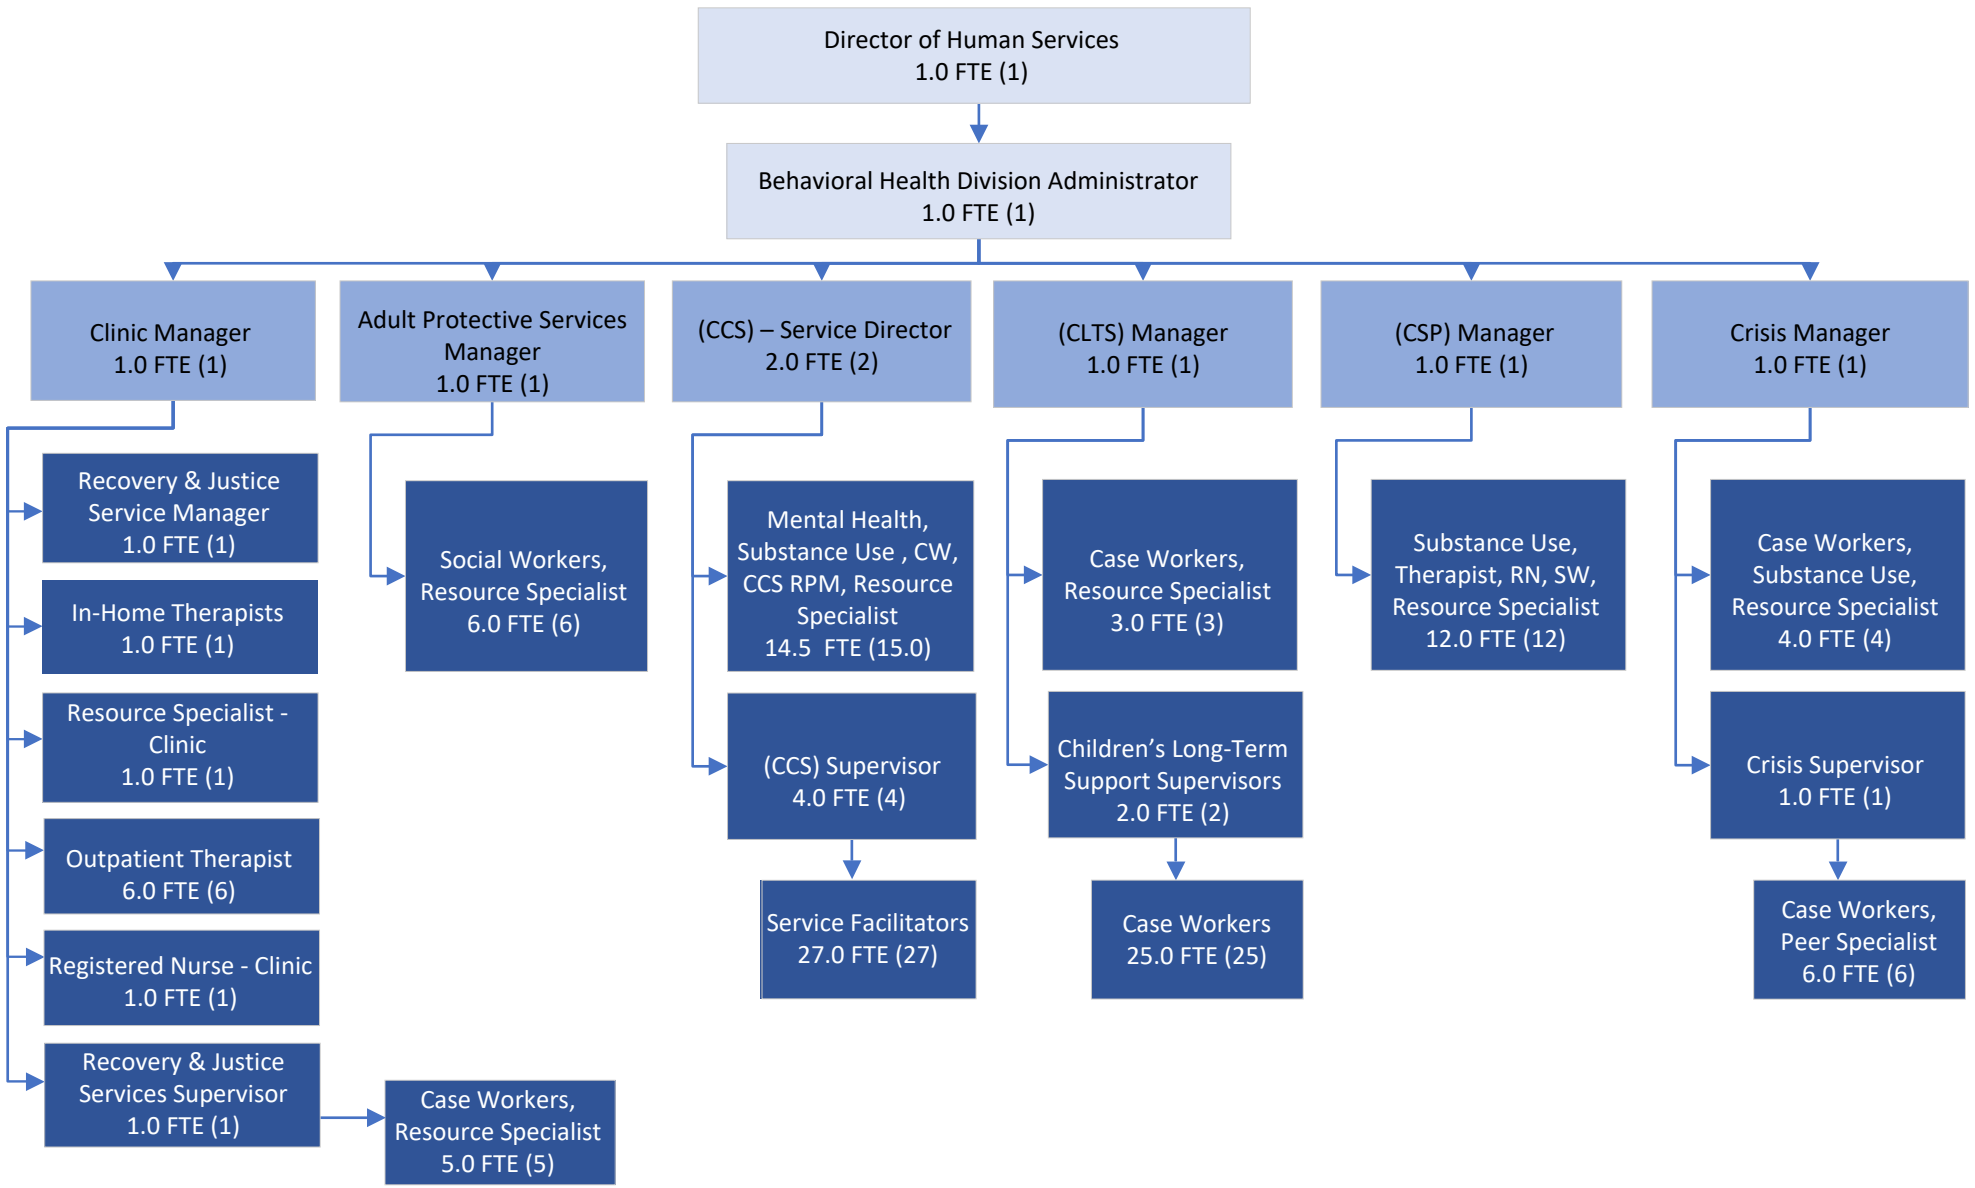 Director of Human Services
1.0 FTE (1)
Behavioral Health Division Administrator
1.0 FTE (1)
Clinic Manager
1.0 FTE (1)
Adult Protective Services
Manager
1.0 FTE (1)
(CCS) – Service Director
2.0 FTE (2)
(CLTS) Manager
1.0 FTE (1)
(CSP) Manager
1.0 FTE (1)
Crisis Manager
1.0 FTE (1)
Recovery & Justice
Service Manager
1.0 FTE (1)
In-Home Therapists
1.0 FTE (1)
Resource Specialist -
Clinic
1.0 FTE (1)
Outpatient Therapist
6.0 FTE (6)
Registered Nurse - Clinic
1.0 FTE (1)
Recovery & Justice
Services Supervisor
1.0 FTE (1)
Case Workers,
Resource Specialist
5.0 FTE (5)
Social Workers,
Resource Specialist
6.0 FTE (6)
Mental Health,
Substance Use , CW,
CCS RPM, Resource
Specialist
14.5  FTE (15.0)
(CCS) Supervisor
4.0 FTE (4)
Service Facilitators
27.0 FTE (27)
Case Workers,
Resource Specialist
3.0 FTE (3)
Children’s Long-Term
Support Supervisors
2.0 FTE (2)
Case Workers
25.0 FTE (25)
Substance Use,
Therapist, RN, SW,
Resource Specialist
12.0 FTE (12)
Case Workers,
Substance Use,
Resource Specialist
4.0 FTE (4)
Crisis Supervisor
1.0 FTE (1)
Case Workers,
Peer Specialist
6.0 FTE (6)